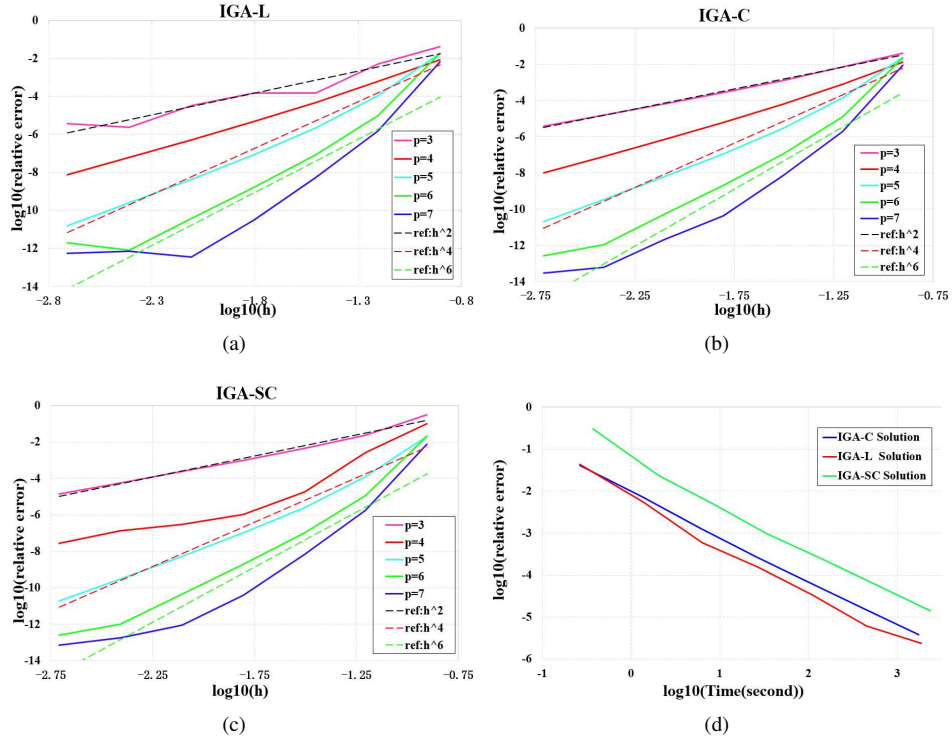 IGA-L
log10(relative error)
0
-2
-4
-6
-8
-10
-12
-14
-2.8
-2.3
-1.8
-1.3
-0.8
log10(h)
p=3
p=4
p=5
p=6
p=7
ref:h^2
ref:h^4
ref:h^6
(a)
IGA-C
log10(relative error)
0
-2
-4
-6
-8
-10
-12
-14
-2.75
-2.25
-1.75
-1.25
-0.75
log10(h)
p=3
p=4
p=5
p=6
p=7
ref:h^2
ref:h^4
ref:h^6
(b)
IGA-SC
log10(relative error)
0
-2
-4
-6
-8
-10
-12
-14
-2.75
-2.25
-1.75
-1.25
-0.75
log10(h)
p=3
p=4
p=5
p=6
p=7
ref:h^2
ref:h^4
ref:h^6
(c)
log10(relative error)
0
-1
-2
-3
-4
-5
-6
-1
0
1
2
3
log10(Time(second))
IGA-C Solution
IGA-L Solution
IGA-SC Solution
(d)